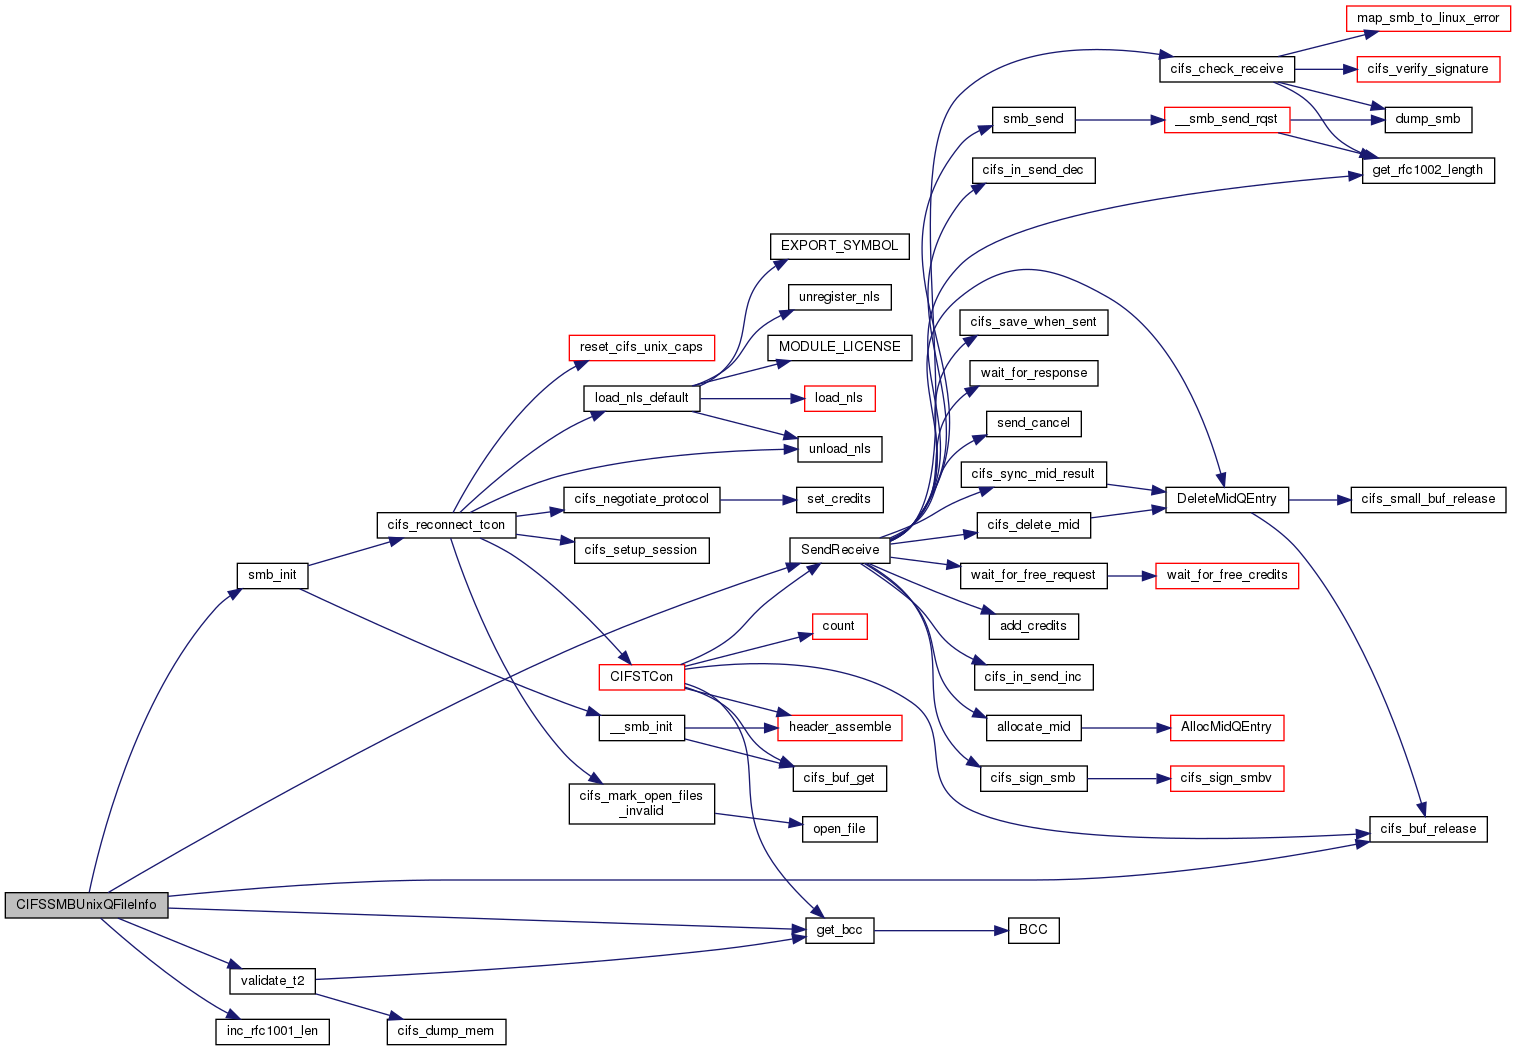 map_smb_to_linux_error
cifs_check_receive
cifs_verify_signature
smb_send
__smb_send_rqst
dump_smb
cifs_in_send_dec
get_rfc1002_length
EXPORT_SYMBOL
unregister_nls
cifs_save_when_sent
reset_cifs_unix_caps
MODULE_LICENSE
wait_for_response
load_nls_default
load_nls
send_cancel
unload_nls
cifs_sync_mid_result
cifs_negotiate_protocol
set_credits
DeleteMidQEntry
cifs_small_buf_release
cifs_reconnect_tcon
cifs_delete_mid
cifs_setup_session
SendReceive
smb_init
wait_for_free_request
wait_for_free_credits
count
add_credits
CIFSTCon
cifs_in_send_inc
__smb_init
header_assemble
allocate_mid
AllocMidQEntry
cifs_buf_get
cifs_sign_smb
cifs_sign_smbv
cifs_mark_open_files
_invalid
open_file
cifs_buf_release
CIFSSMBUnixQFileInfo
get_bcc
BCC
validate_t2
inc_rfc1001_len
cifs_dump_mem